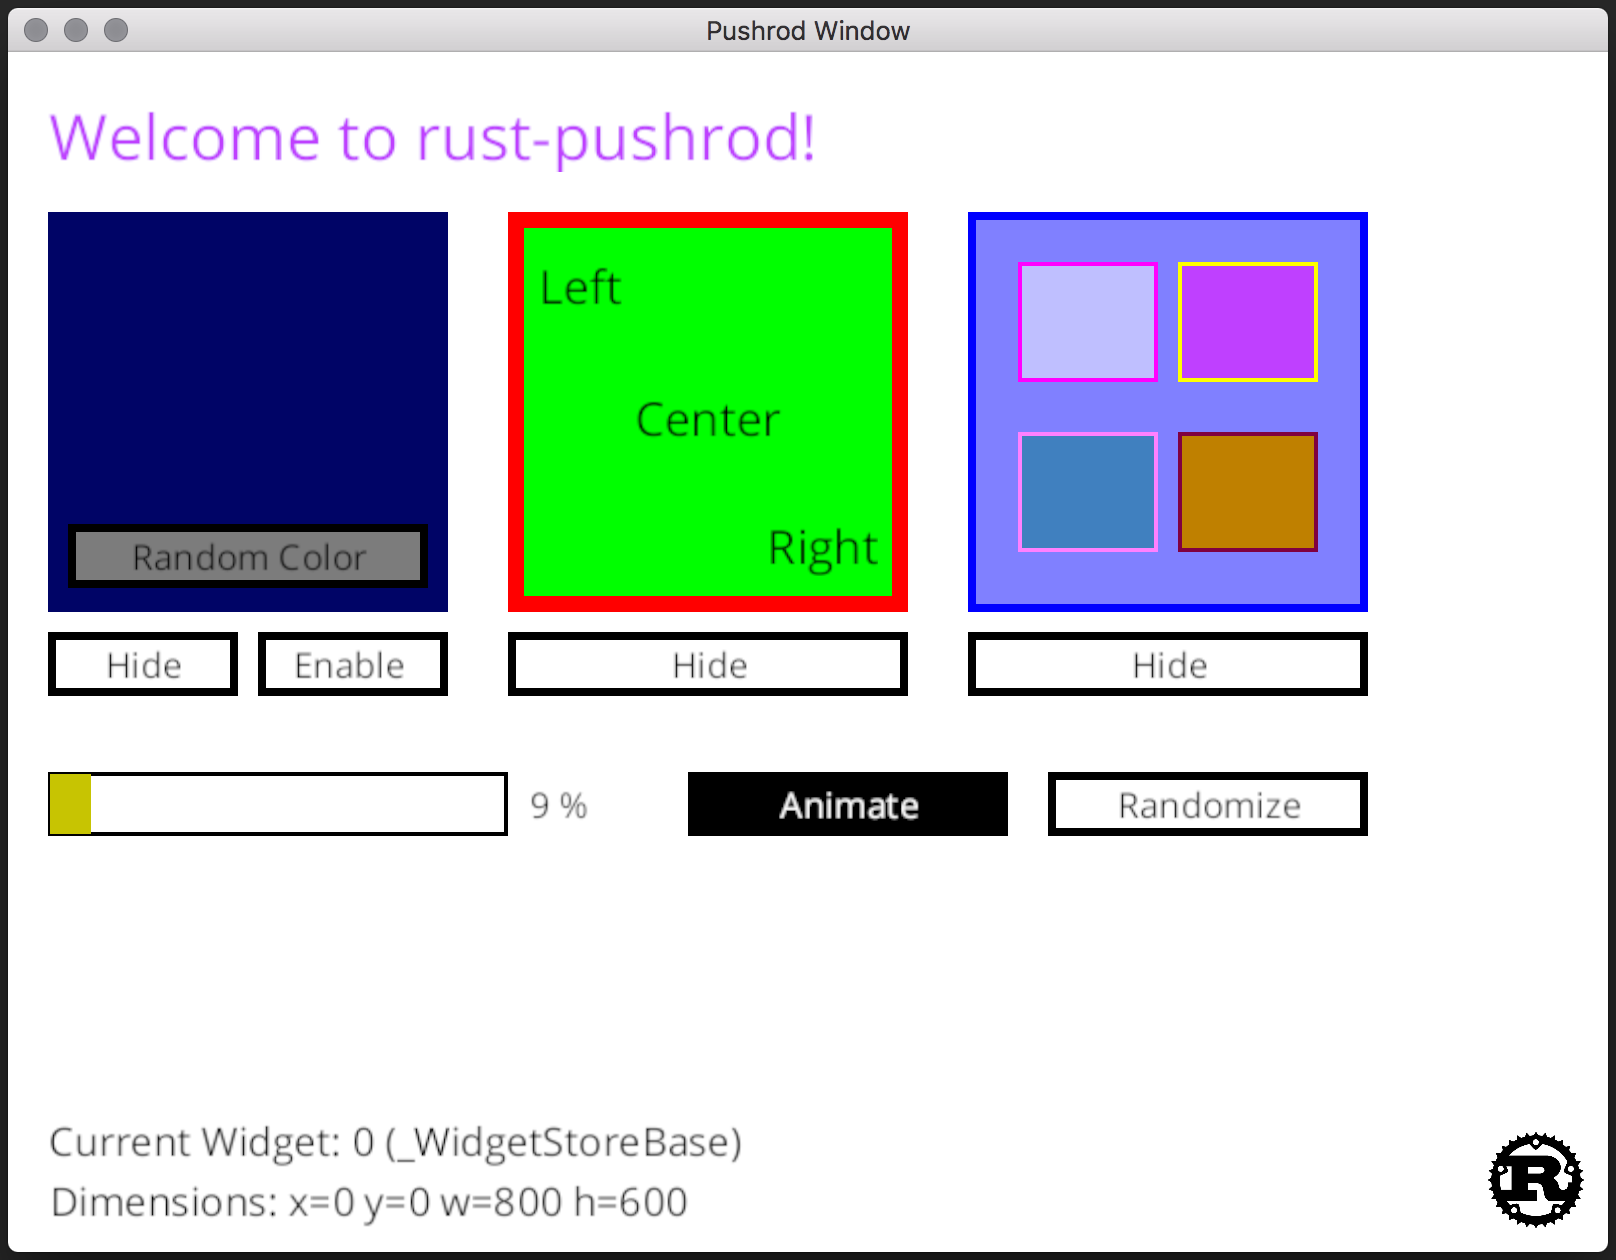 Pushrod Window
Welcome to rust-pushrod!
Left
Center
Right
Random Color
Hide
Enable
Hide
Hide
9 %
Animate
Randomize
Current Widget: 0 (_WidgetStoreBase)
Dimensions: x=0 y=0 w=800 h=600
R